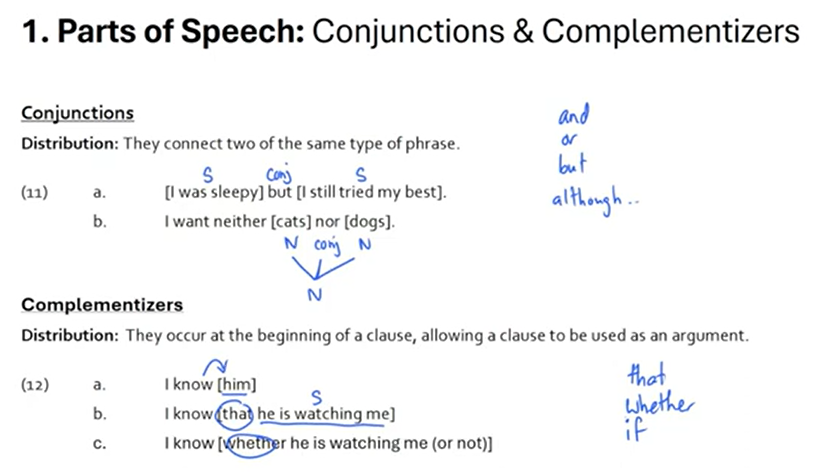 1. Parts of Speech: Conjunctions & Complementizers
Conjunctions
Distribution: They connect two of the same type of phrase.
S conj S
(11) a. [I was sleepy] but [I still tried my best].
b. I want neither [cats] nor [dogs].
N conj N
N
and
or
but
although..
Complementizers
Distribution: They occur at the beginning of a clause, allowing a clause to be used as an argument.
(12) a. I know [him]
S
b. I know [that he is watching me]
c. I know [whether he is watching me (or not)]
that
whether
if